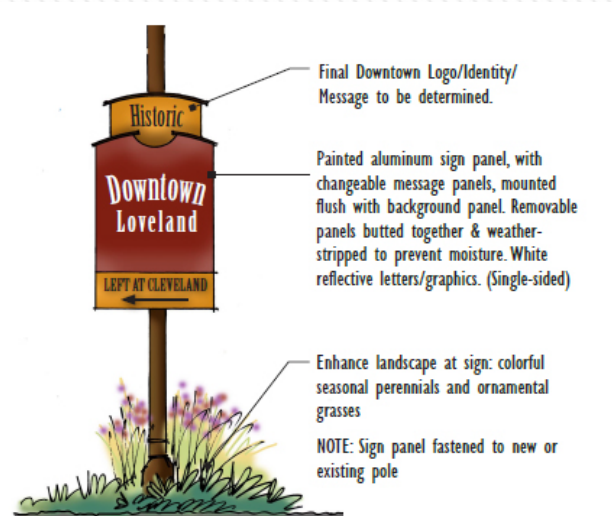 Final Downtown Logo/Identity/
Message to be determined.
Historic
Painted aluminum sign panel, with
changeable message panels, mounted
flush with background panel. Removable
panels butted together & weather-
stripped to prevent moisture. White
reflective letters/graphics. (Single-sided)
Downtown
Loveland
LEFT AT CLEVELAND
Enhance landscape at sign: colorful
seasonal perennials and ornamental
grasses
NOTE: Sign panel fastened to new or
existing pole